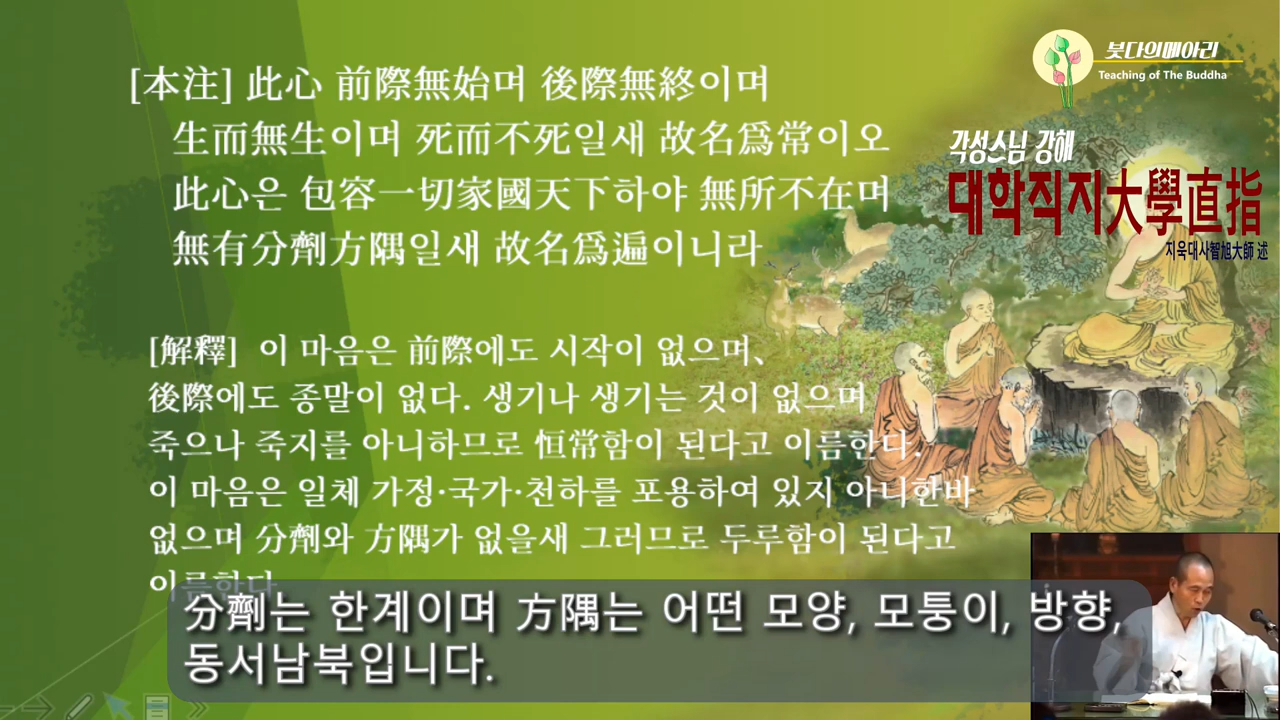 [本注] 此心 前際無始며 後際無終이며
生而無生이며 死而不死일새 故名爲常이오
此心은 包容一切家國天下하야 無所不在며
無有分劑方隅일새 故名爲遍이니라
[解釋] 이 마음은 前際에도 시작이 없으며、
後際에도 종말이 없다. 생기나 생기는 것이 없으며
죽으나 죽지를 아니하므로 恒常함이 된다고 이름한다.
이 마음은 일체 가정·국가·천하를 포용하여 있지 아니한바
없으며 分劑와 方隅가 없을새 그러므로 두루함이 된다고
이름한다
分劑는 한계이며 方隅는 어떤 모양, 모퉁이, 방향,
동서남북입니다.
붓다의메아리
Teaching of The Buddha
각성스님 강해
대학직지大學直指
지욱대사智旭大師 述